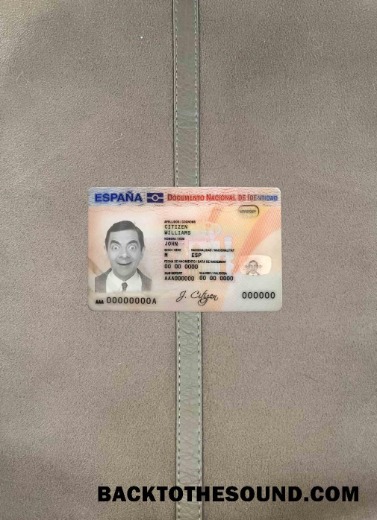 ESPAÑA DOCUMENTO NACIONAL DE IDENTIDAD
CITIZEN
WILLIAMS
JOHN
M ESP
00 00 0000
AAA000000 00 00 0000
AAA 00000000A
J. Citizen
000000
BACKTOTHESOUND.COM